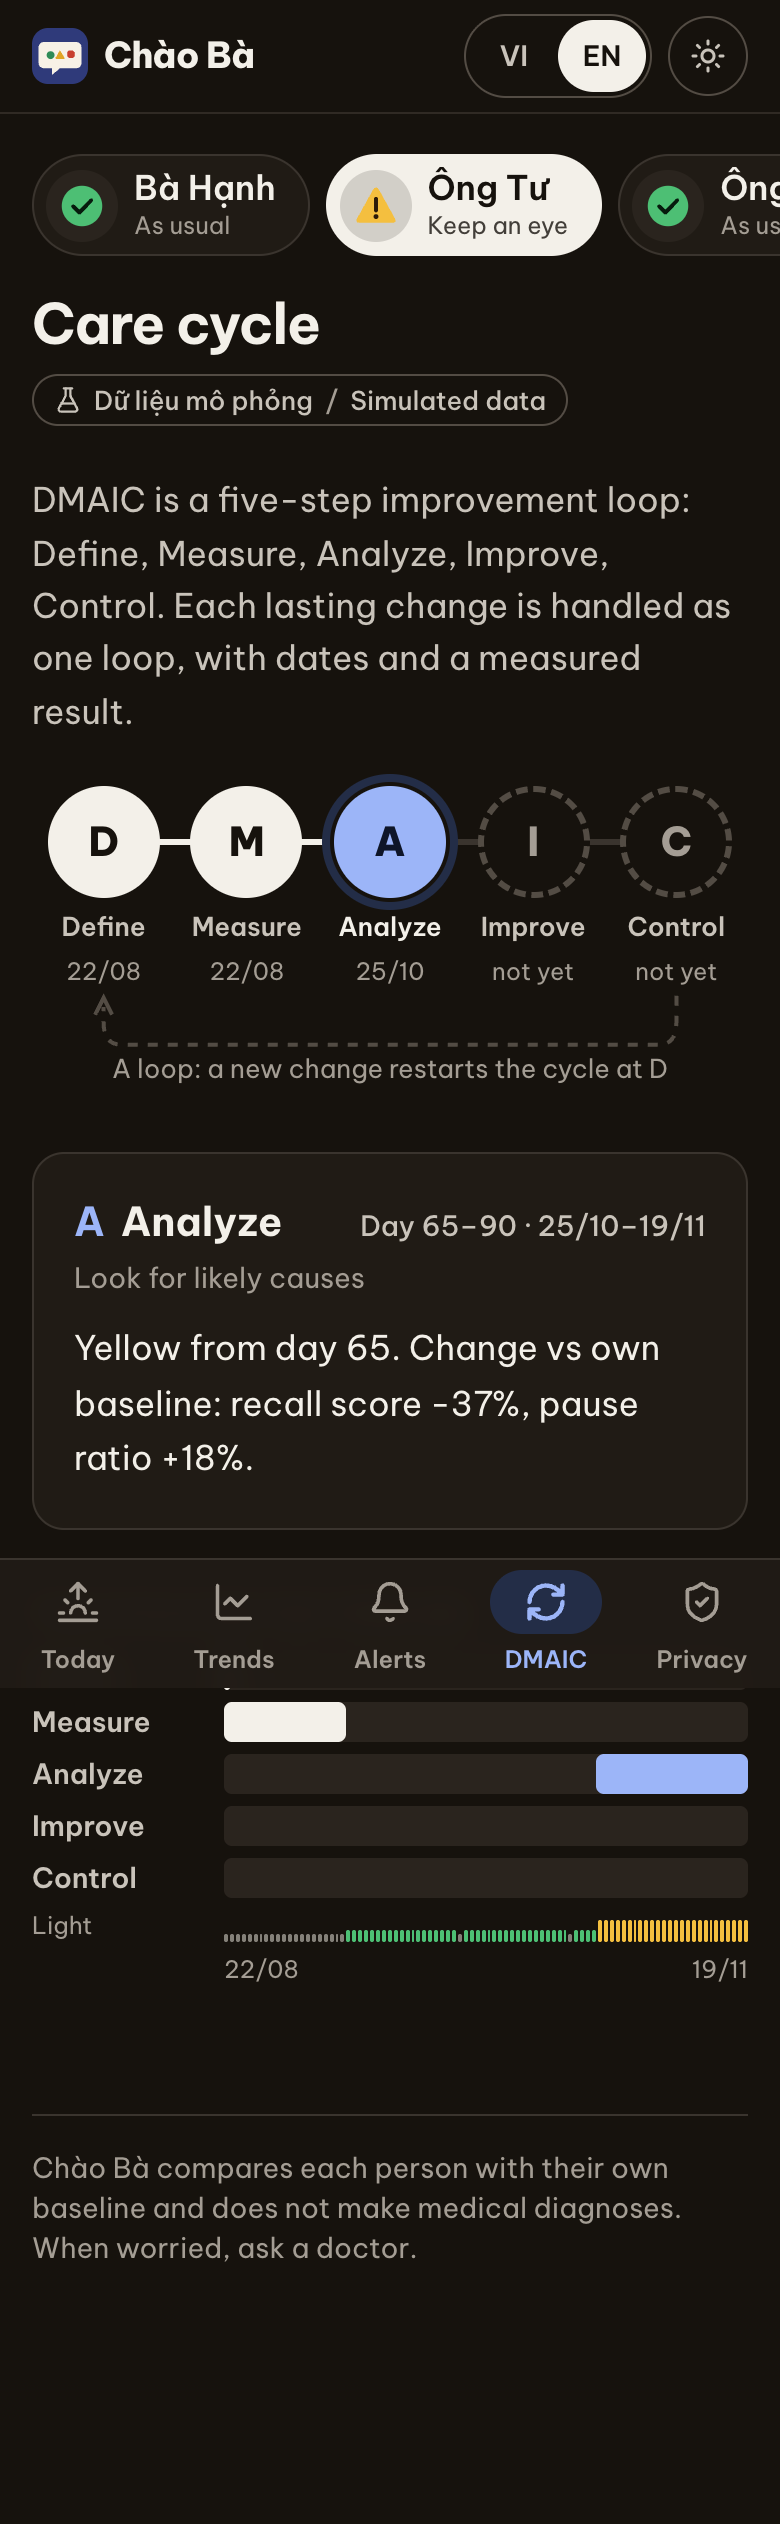 Chào Bà
VI
EN
Bà Hạnh
As usual
Ông Tư
Keep an eye
Ông
As us
Care cycle
Dữ liệu mô phỏng / Simulated data
DMAIC is a five-step improvement loop:
Define, Measure, Analyze, Improve,
Control. Each lasting change is handled as
one loop, with dates and a measured
result.
D
M
A
I
C
Define
Measure
Analyze
Improve
Control
22/08
22/08
25/10
not yet
not yet
A loop: a new change restarts the cycle at D
A Analyze
Day 65–90 · 25/10–19/11
Look for likely causes
Yellow from day 65. Change vs own
baseline: recall score −37%, pause
ratio +18%.
Today
Trends
Alerts
DMAIC
Privacy
Measure
Analyze
Improve
Control
Light
22/08
19/11
Chào Bà compares each person with their own
baseline and does not make medical diagnoses.
When worried, ask a doctor.